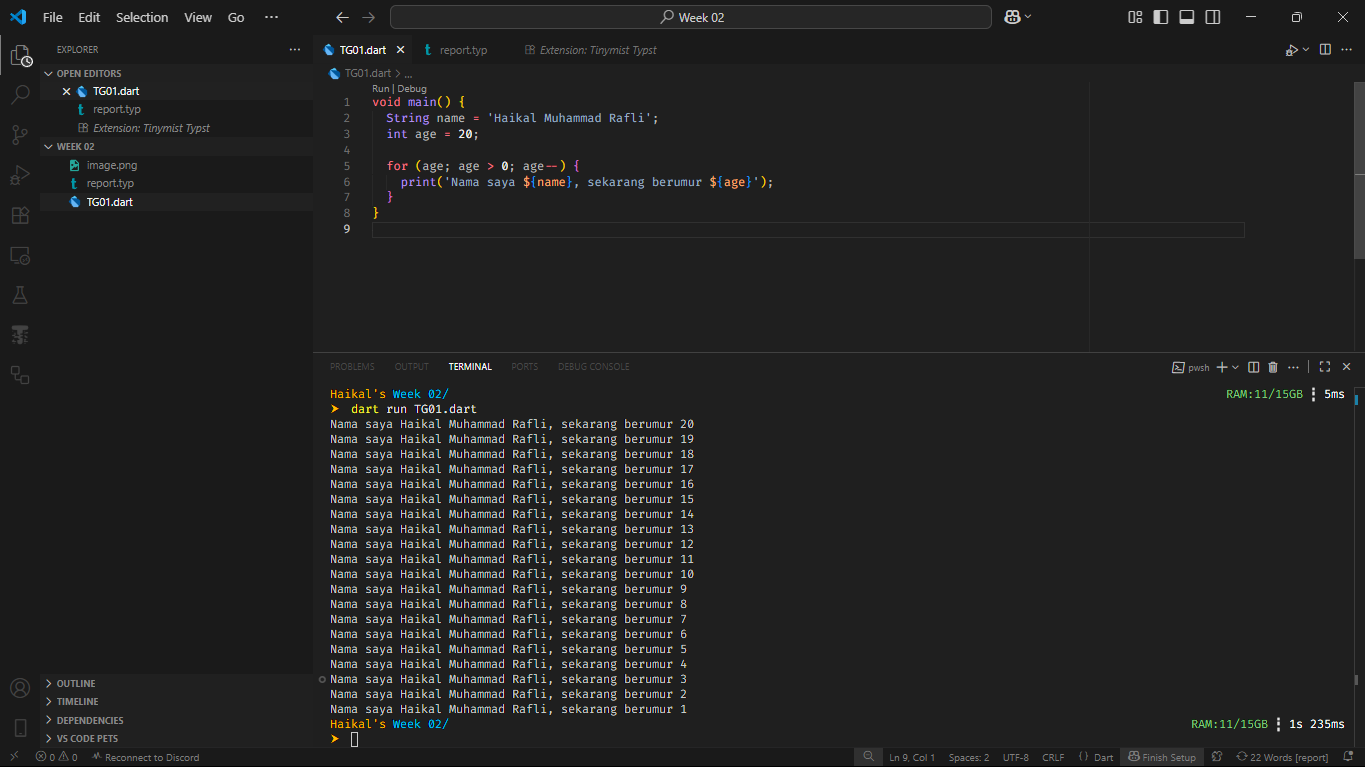 File Edit Selection View Go ···
Week 02
EXPLORER
OPEN EDITORS
TG01.dart
report.typ
Extension: Tinymist Typst
WEEK 02
image.png
report.typ
TG01.dart
OUTLINE
TIMELINE
DEPENDENCIES
VS CODE PETS
TG01.dart
report.typ
Extension: Tinymist Typst
TG01.dart > ...
Run | Debug
1 void main() {
2 String name = 'Haikal Muhammad Rafli';
3 int age = 20;
4
5 for (age; age > 0; age--) {
6 print('Nama saya ${name}, sekarang berumur ${age}');
7 }
8 }
9
PROBLEMS OUTPUT TERMINAL PORTS DEBUG CONSOLE
pwsh
Haikal's Week 02/ RAM:11/15GB ┋ 5ms
➤ dart run TG01.dart
Nama saya Haikal Muhammad Rafli, sekarang berumur 20
Nama saya Haikal Muhammad Rafli, sekarang berumur 19
Nama saya Haikal Muhammad Rafli, sekarang berumur 18
Nama saya Haikal Muhammad Rafli, sekarang berumur 17
Nama saya Haikal Muhammad Rafli, sekarang berumur 16
Nama saya Haikal Muhammad Rafli, sekarang berumur 15
Nama saya Haikal Muhammad Rafli, sekarang berumur 14
Nama saya Haikal Muhammad Rafli, sekarang berumur 13
Nama saya Haikal Muhammad Rafli, sekarang berumur 12
Nama saya Haikal Muhammad Rafli, sekarang berumur 11
Nama saya Haikal Muhammad Rafli, sekarang berumur 10
Nama saya Haikal Muhammad Rafli, sekarang berumur 9
Nama saya Haikal Muhammad Rafli, sekarang berumur 8
Nama saya Haikal Muhammad Rafli, sekarang berumur 7
Nama saya Haikal Muhammad Rafli, sekarang berumur 6
Nama saya Haikal Muhammad Rafli, sekarang berumur 5
Nama saya Haikal Muhammad Rafli, sekarang berumur 4
Nama saya Haikal Muhammad Rafli, sekarang berumur 3
Nama saya Haikal Muhammad Rafli, sekarang berumur 2
Nama saya Haikal Muhammad Rafli, sekarang berumur 1
Haikal's Week 02/ RAM:11/15GB ┋ 1s 235ms
➤
0 0 Reconnect to Discord Ln 9, Col 1 Spaces: 2 UTF-8 CRLF {} Dart Finish Setup 22 Words [report]